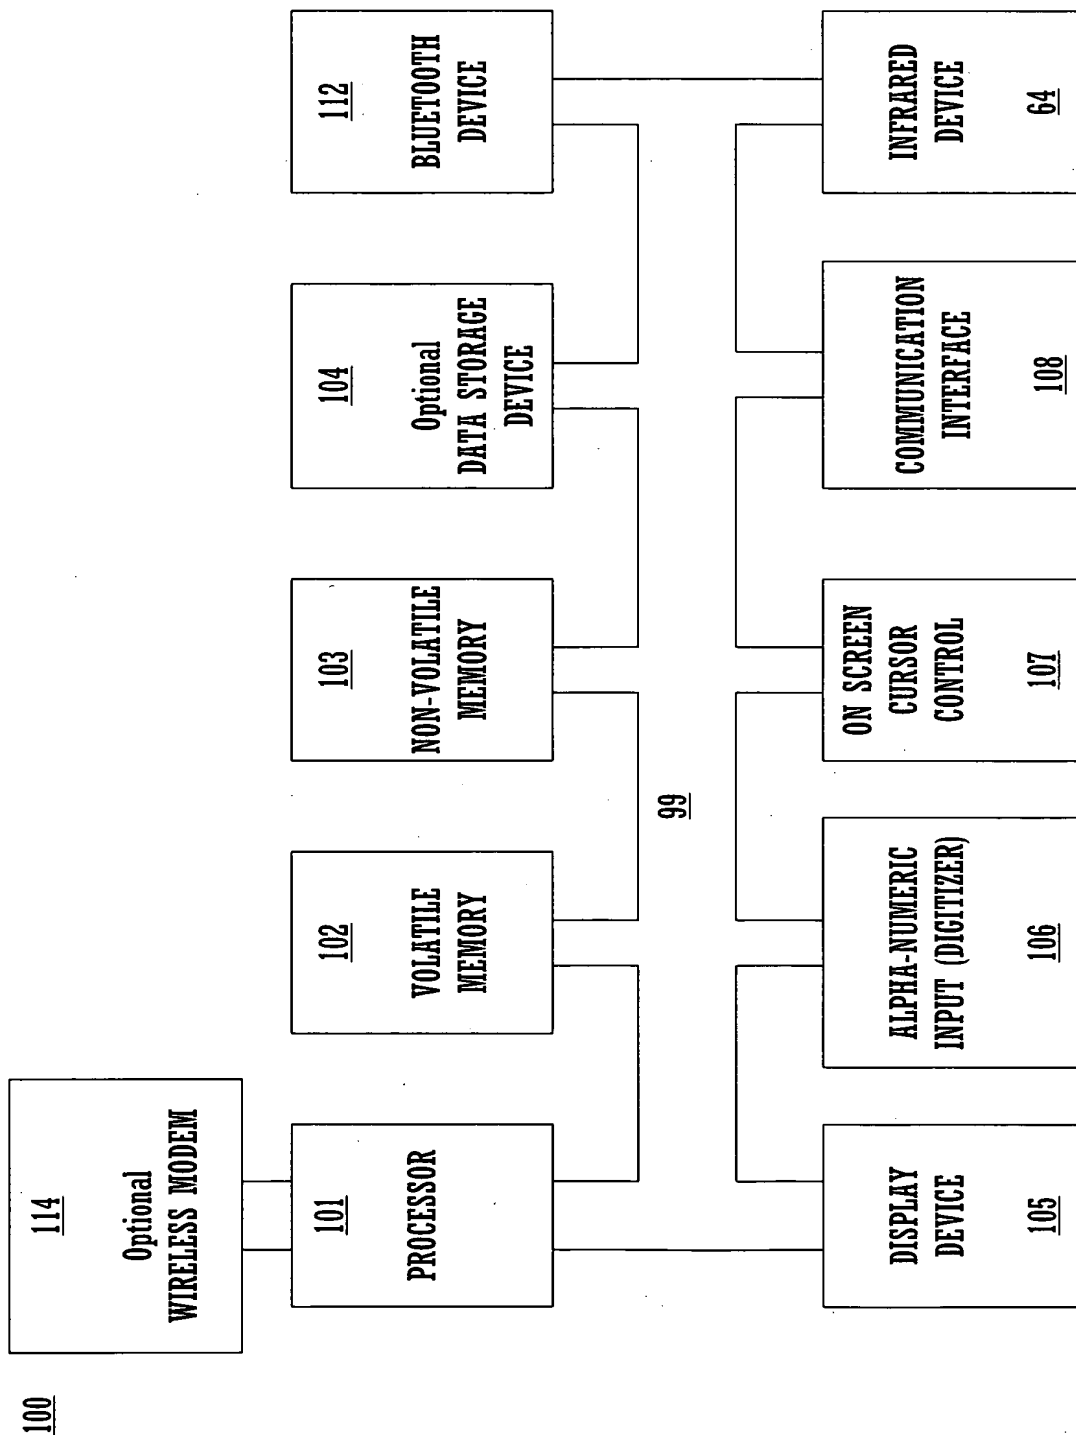 100
114
Optional
WIRELESS MODEM
101
PROCESSOR
102
VOLATILE
MEMORY
103
NON-VOLATILE
MEMORY
104
Optional
DATA STORAGE
DEVICE
112
BLUETOOTH
DEVICE
99
DISPLAY
DEVICE
105
ALPHA-NUMERIC
INPUT (DIGITIZER)
106
ON SCREEN
CURSOR
CONTROL
107
COMMUNICATION
INTERFACE
108
INFRARED
DEVICE
64